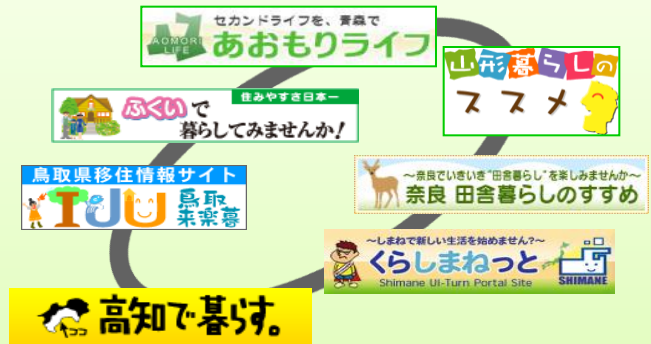 セカンドライフを、青森で
AOMORI LIFE
あおもりライフ
山形暮らしの
ススメ
住みやすさ日本一
ふくいで
暮らしてみませんか!
鳥取県移住情報サイト
IJU 鳥取
来楽暮
～奈良でいきいき"田舎暮らし"を楽しみませんか～
奈良 田舎暮らしのすすめ
～しまねで新しい生活を始めません?～
くらしまねっと
Shimane UI-Turn Portal Site
SHIMANE
ココ
高知で暮らす。